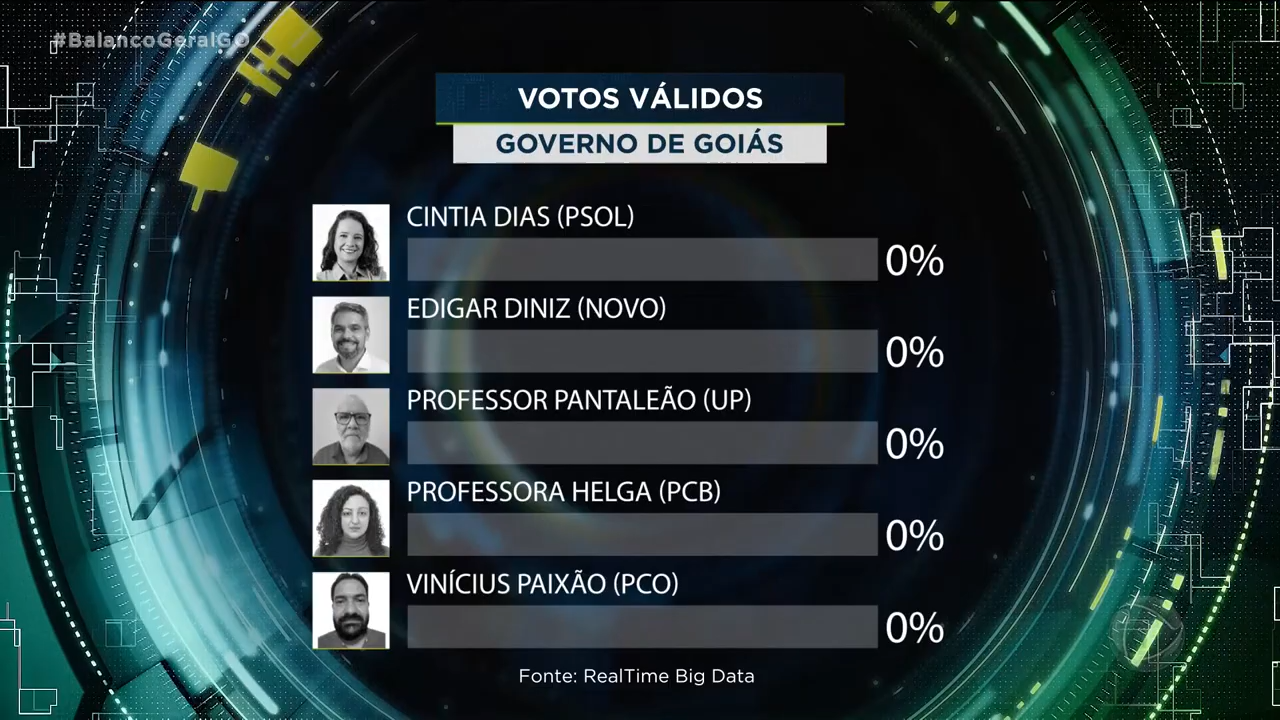 #BalancoGeralGO
VOTOS VÁLIDOS
GOVERNO DE GOIÁS
CINTIA DIAS (PSOL)
0%
EDIGAR DINIZ (NOVO)
0%
PROFESSOR PANTALEÃO (UP)
0%
PROFESSORA HELGA (PCB)
0%
VINÍCIUS PAIXÃO (PCO)
0%
Fonte: RealTime Big Data